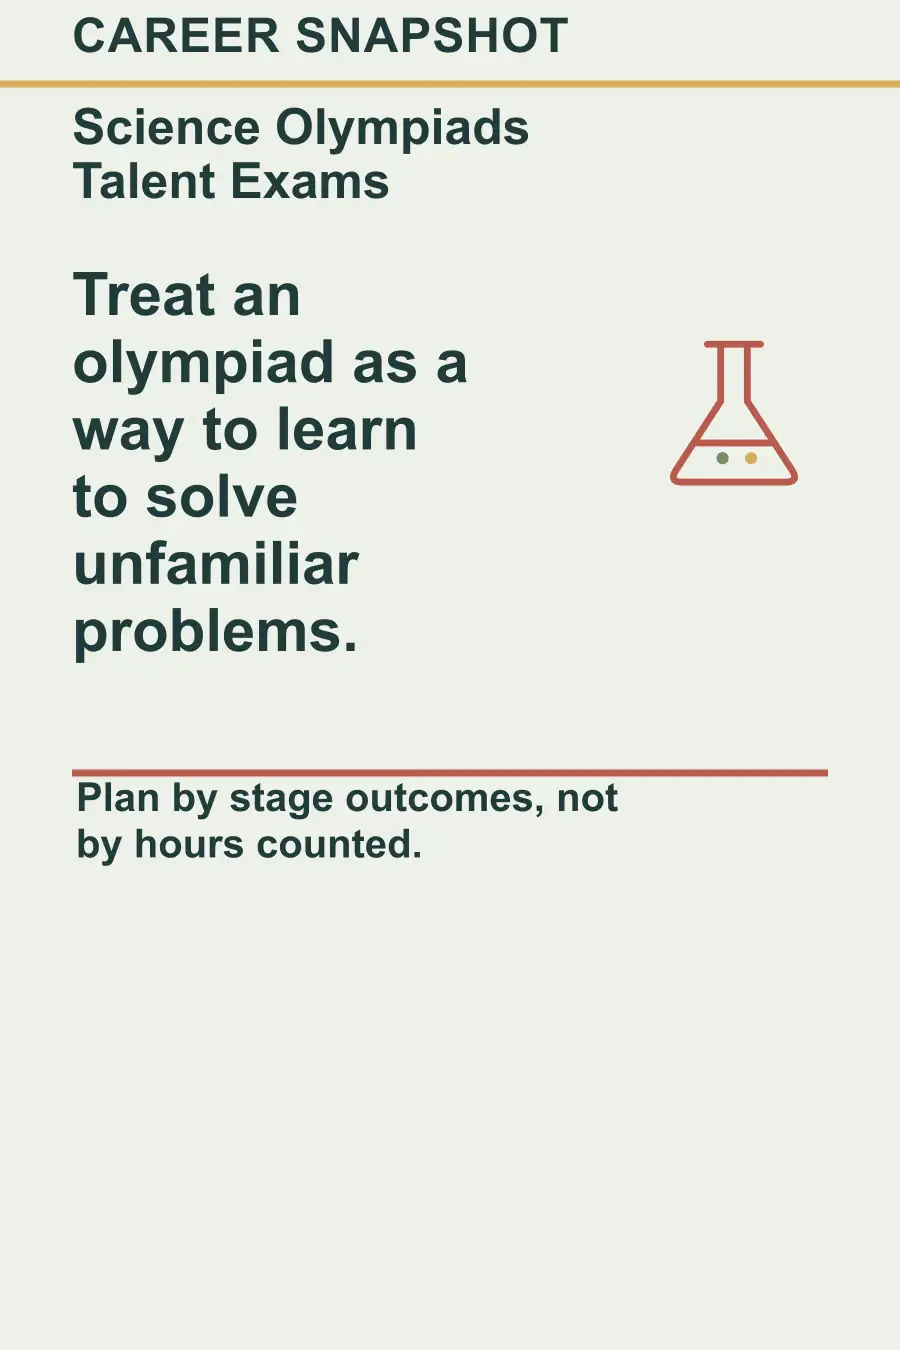 CAREER SNAPSHOT
Science Olympiads
Talent Exams
Treat an
olympiad as a
way to learn
to solve
unfamiliar
problems.
Plan by stage outcomes, not
by hours counted.